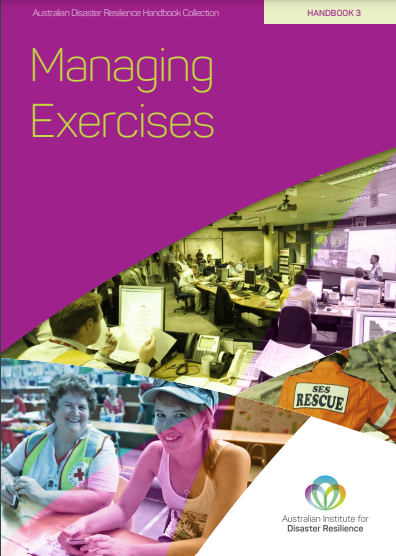 Australian Disaster Resilience Handbook Collection
HANDBOOK 3
Managing
Exercises
SES
RESCUE
Australian Institute for
Disaster Resilience